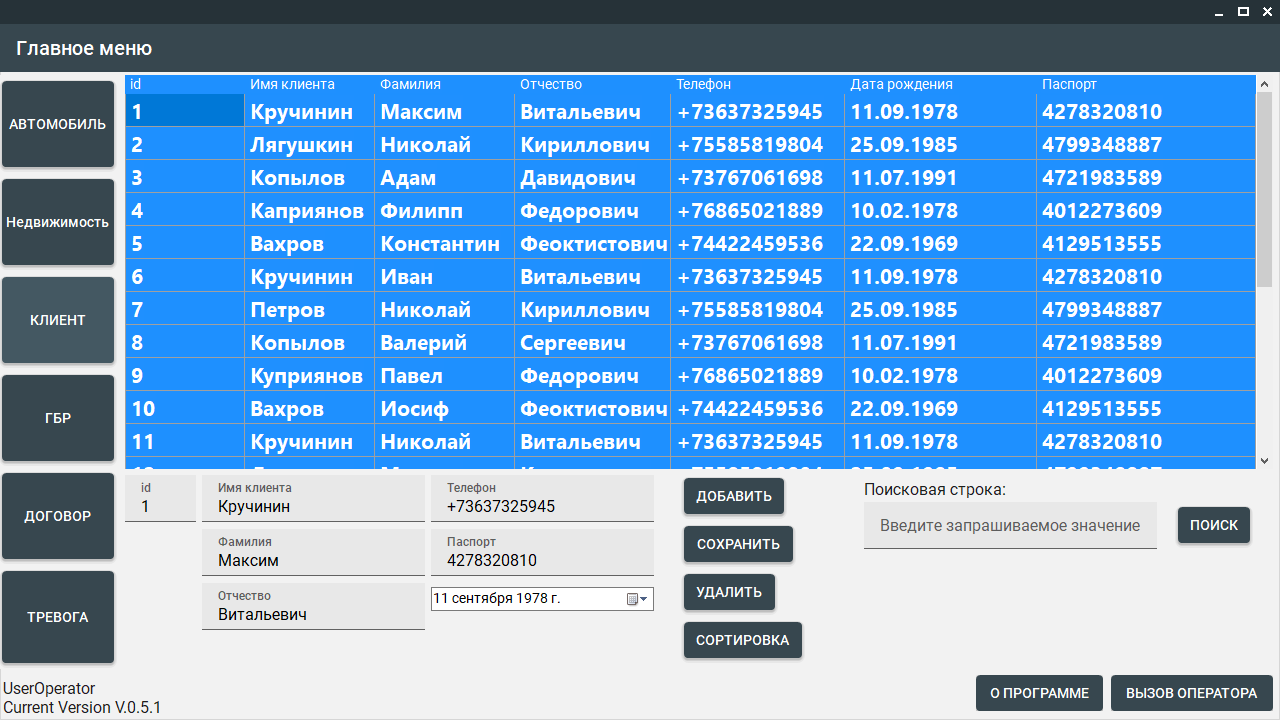 Главное меню
АВТОМОБИЛЬ
Недвижимость
КЛИЕНТ
ГБР
ДОГОВОР
ТРЕВОГА
id Имя клиента Фамилия Отчество Телефон Дата рождения Паспорт
1 Кручинин Максим Витальевич +73637325945 11.09.1978 4278320810
2 Лягушкин Николай Кириллович +75585819804 25.09.1985 4799348887
3 Копылов Адам Давидович +73767061698 11.07.1991 4721983589
4 Каприянов Филипп Федорович +76865021889 10.02.1978 4012273609
5 Вахров Константин Феоктистович +74422459536 22.09.1969 4129513555
6 Кручинин Иван Витальевич +73637325945 11.09.1978 4278320810
7 Петров Николай Кириллович +75585819804 25.09.1985 4799348887
8 Копылов Валерий Сергеевич +73767061698 11.07.1991 4721983589
9 Куприянов Павел Федорович +76865021889 10.02.1978 4012273609
10 Вахров Иосиф Феоктистович +74422459536 22.09.1969 4129513555
11 Кручинин Николай Витальевич +73637325945 11.09.1978 4278320810
id
1
Имя клиента
Кручинин
Телефон
+73637325945
Фамилия
Максим
Паспорт
4278320810
Отчество
Витальевич
11 сентября 1978 г.
ДОБАВИТЬ
СОХРАНИТЬ
УДАЛИТЬ
СОРТИРОВКА
Поисковая строка:
Введите запрашиваемое значение
ПОИСК
UserOperator
Current Version V.0.5.1
О ПРОГРАММЕ
ВЫЗОВ ОПЕРАТОРА